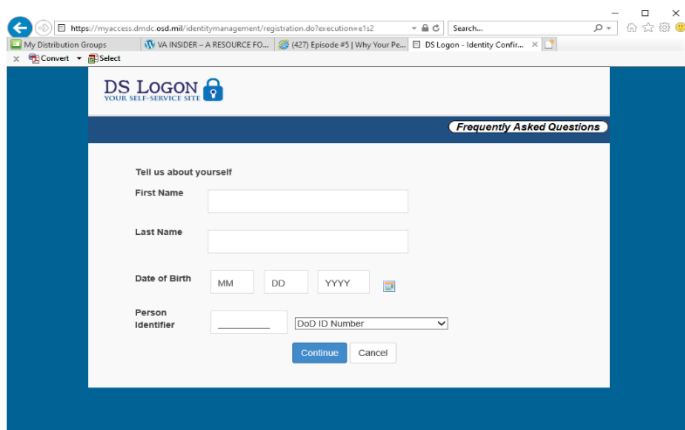 https://myaccess.dmdc.osd.mil/identitymanagement/registration.do?execution=e1s2
Search...
My Distribution Groups
VA INSIDER – A RESOURCE FO...
(427) Episode #5 | Why Your Pe...
DS Logon - Identity Confir...
x Convert Select
DS LOGON
YOUR SELF-SERVICE SITE
Frequently Asked Questions
Tell us about yourself
First Name
Last Name
Date of Birth MM DD YYYY
Person
Identifier
DoD ID Number
Continue Cancel